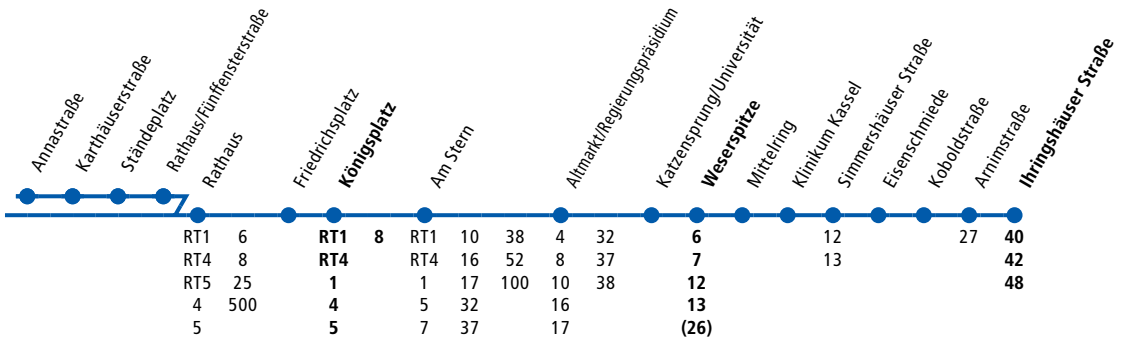 Annastraße
Karthäuserstraße
Ständeplatz
Rathaus/Fünffensterstraße
Rathaus
Friedrichsplatz
Königsplatz
Am Stern
Altmarkt/Regierungspräsidium
Katzensprung/Universität
Weserspitze
Mittelring
Klinikum Kassel
Simmershäuser Straße
Eisenschmiede
Koboldstraße
Arnimstraße
Ihringshäuser Straße
RT1 6 RT1 8 RT1 10 38 4 32 6 12 27 40
RT4 8 RT4 RT4 16 52 8 37 7 13 42
RT5 25 1 1 17 100 10 38 12 48
4 500 4 5 32 16 13
5 5 7 37 17 (26)